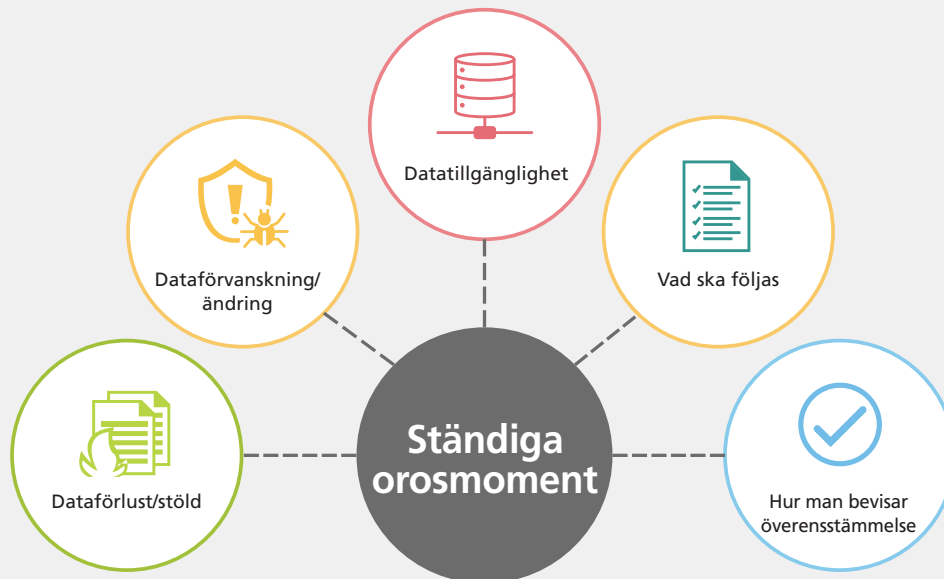 Datatillgänglighet
Dataförvanskning/
ändring
Vad ska följas
Dataförlust/stöld
Ständiga
orosmoment
Hur man bevisar
överensstämmelse